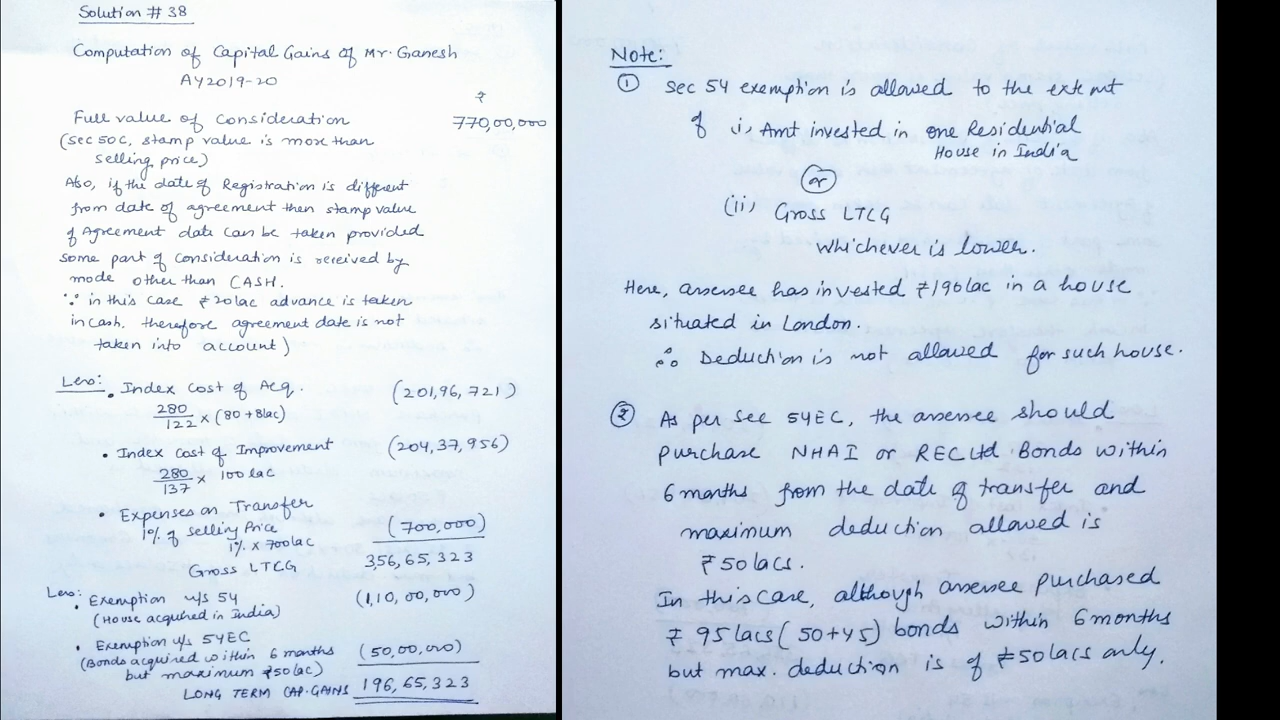 Solution # 38
Computation of Capital Gains of Mr. Ganesh
AY2019-20
₹
Full value of Consideration 770,00,000
(Sec 50C, stamp value is more than
selling price)
Also, if the date of Registration is different
from date of agreement then stamp value
of Agreement date can be taken provided
some part of consideration is received by
mode other than CASH.
∵ in this case ₹20lac advance is taken
in cash. therefore agreement date is not
taken into account)
Less: • Index Cost of Acq. (201,96,721)
280/122 × (80 + 8lac)
• Index Cost of Improvement (204,37,956)
280/137 × 100 lac
• Expenses on Transfer
1% of Selling Price
1% × 700lac (700,000)
Gross LTCG 356,65,323
Less: • Exemption u/s 54 (1,10,00,000)
(House acquired in India)
• Exemption u/s 54EC
(Bonds acquired within 6 months (50,00,000)
but maximum ₹50lac)
LONG TERM CAP. GAINS 196,65,323
Note:
① Sec 54 exemption is allowed to the extent
of i, Amt invested in one Residential
House in India
or
(ii) Gross LTCG
whichever is lower.
Here, assessee has invested ₹190lac in a house
situated in London.
∴ Deduction is not allowed for such house.
② As per Sec 54EC, the assessee should
purchase NHAI or REC Ltd. Bonds within
6 months from the date of transfer and
maximum deduction allowed is
₹50lacs.
In this case, although assessee purchased
₹ 95lacs (50+45) bonds within 6 months
but max. deduction is of ₹50lacs only.